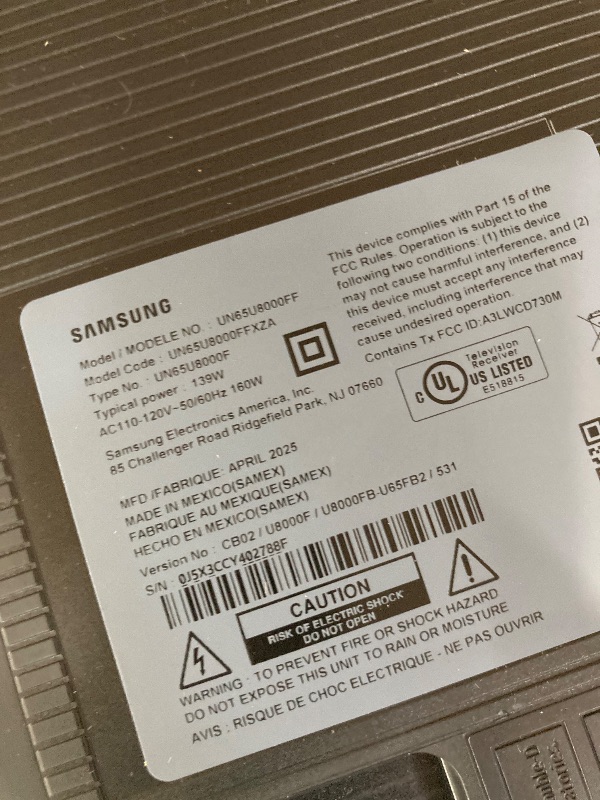 SAMSUNG
Model / MODELE NO. : UN65U8000FF
Model Code : UN65U8000FFXZA
Type No. : UN65U8000F
Typical power : 139W
AC110-120V~50/60Hz 160W
Samsung Electronics America, Inc.
85 Challenger Road Ridgefield Park, NJ 07660
This device complies with Part 15 of the
FCC Rules. Operation is subject to the
following two conditions: (1) this device
may not cause harmful interference, and (2)
this device must accept any interference
received, including interference that may
cause undesired operation.
Contains Tx FCC ID:A3LWCD730M
Television
Receiver
C UL US LISTED
E518815
MFD /FABRIQUE: APRIL 2025
MADE IN MEXICO(SAMEX)
FABRIQUE AU MEXIQUE(SAMEX)
HECHO EN MEXICO(SAMEX)
Version No : CB02 / U8000F / U8000FB-U65FB2 / 531
S/N : 0J5X3CCY402788F
CAUTION
RISK OF ELECTRIC SHOCK
DO NOT OPEN
WARNING : TO PREVENT FIRE OR SHOCK HAZARD
DO NOT EXPOSE THIS UNIT TO RAIN OR MOISTURE
AVIS : RISQUE DE CHOC ELECTRIQUE - NE PAS OUVRIR